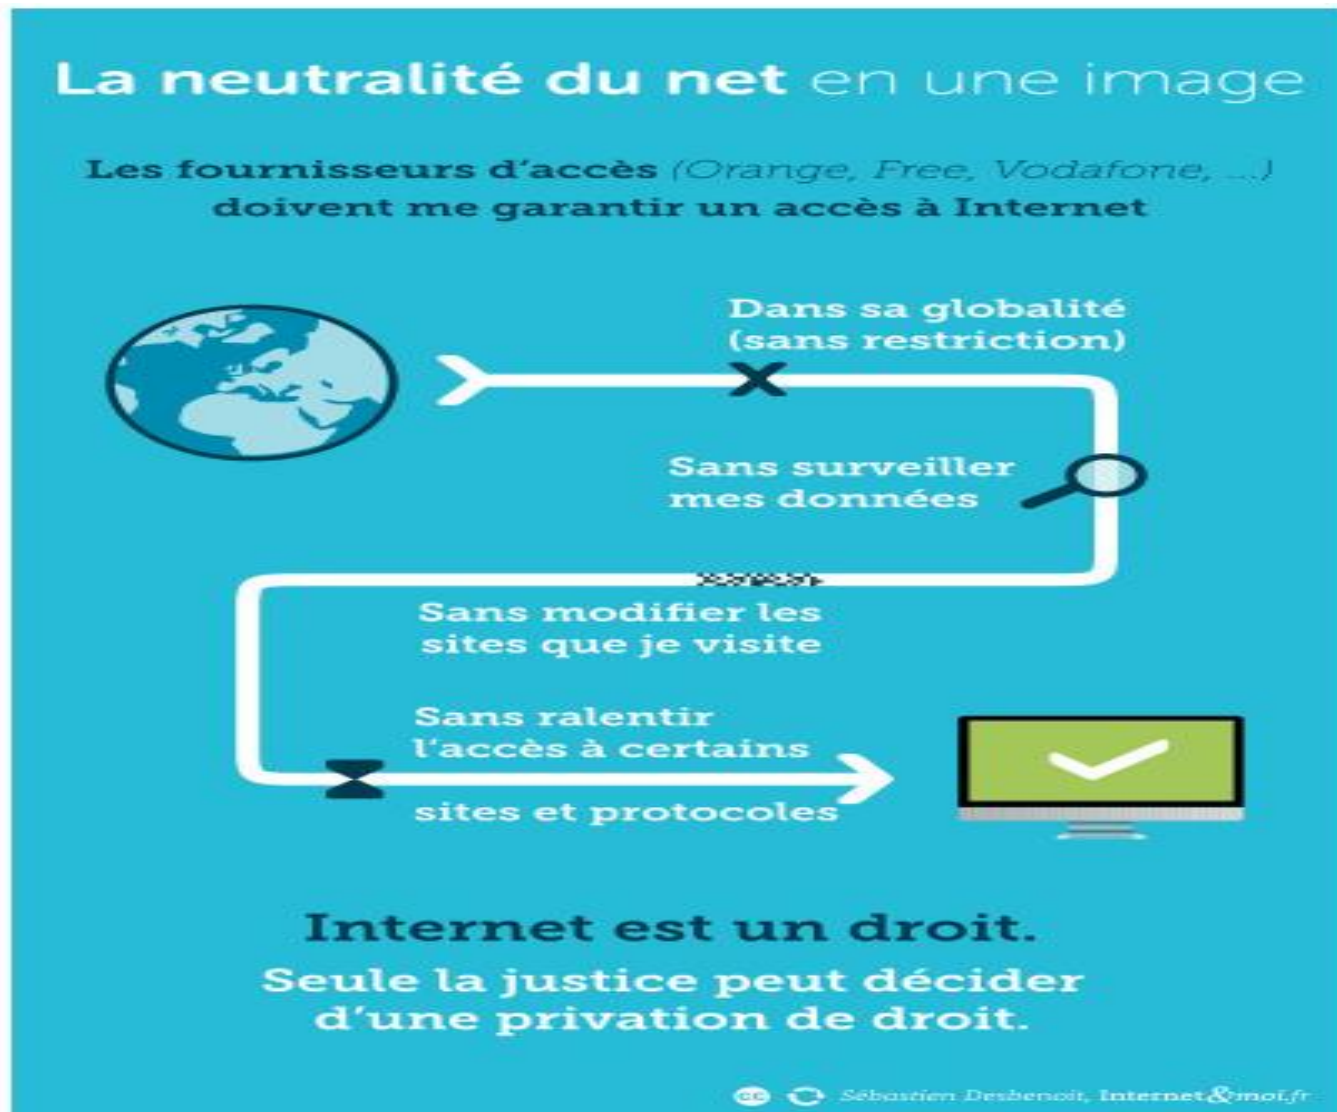 La neutralité du net en une image
Les fournisseurs d'accès (Orange, Free, Vodafone, ...)
doivent me garantir un accès à Internet
Dans sa globalité
(sans restriction)
Sans surveiller
mes données
Sans modifier les
sites que je visite
Sans ralentir
l'accès à certains
sites et protocoles
Internet est un droit.
Seule la justice peut décider
d'une privation de droit.
cc Sébastien Desbenoit, Internet&moi.fr